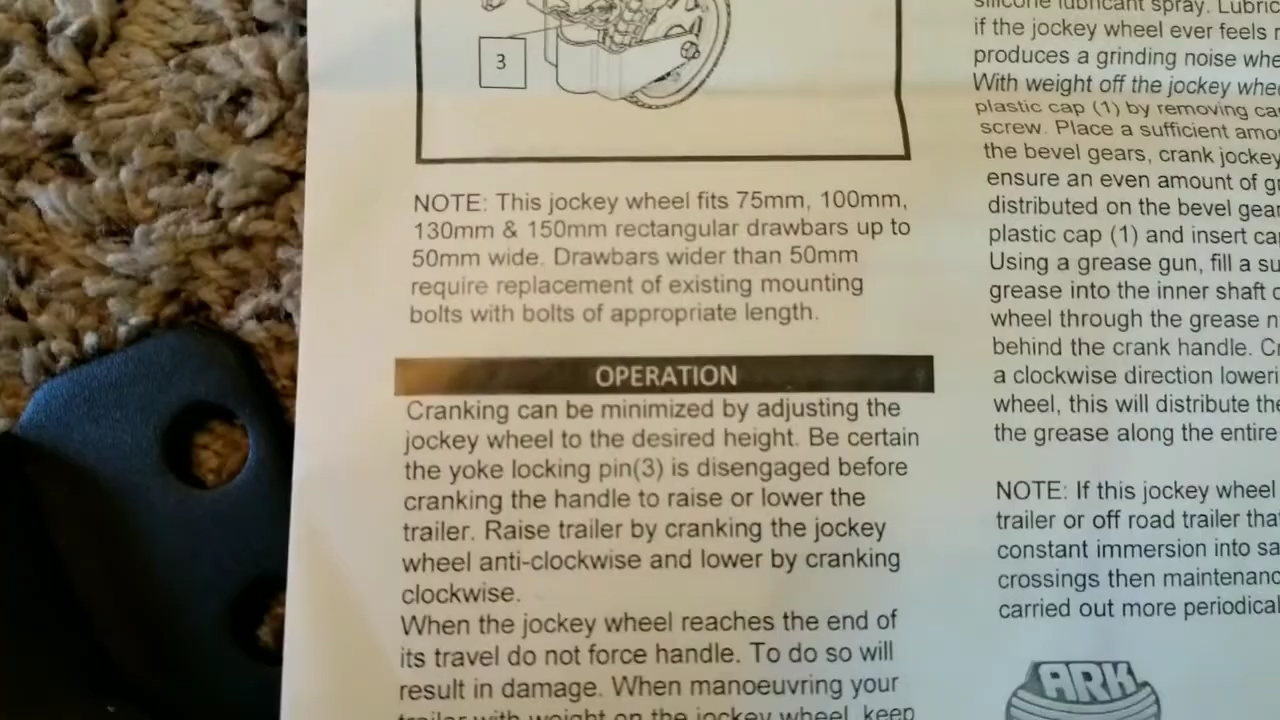 3
NOTE: This jockey wheel fits 75mm, 100mm,
130mm & 150mm rectangular drawbars up to
50mm wide. Drawbars wider than 50mm
require replacement of existing mounting
bolts with bolts of appropriate length.
OPERATION
Cranking can be minimized by adjusting the
jockey wheel to the desired height. Be certain
the yoke locking pin(3) is disengaged before
cranking the handle to raise or lower the
trailer. Raise trailer by cranking the jockey
wheel anti-clockwise and lower by cranking
clockwise.
When the jockey wheel reaches the end of
its travel do not force handle. To do so will
result in damage. When manoeuvring your
trailer with weight on the jockey wheel, keep
silicone lubricant spray.
if the jockey wheel ever feels
produces a grinding noise
With weight off the jockey
plastic cap (1) by removing
screw. Place a sufficient
the bevel gears, crank jockey
ensure an even amount of
distributed on the bevel
plastic cap (1) and insert
Using a grease gun, fill a
grease into the inner shaft
wheel through the grease
behind the crank handle.
a clockwise direction
wheel, this will distribute
the grease along the entire
NOTE: If this jockey wheel
trailer or off road trailer
constant immersion into
crossings then
carried out more
ARK